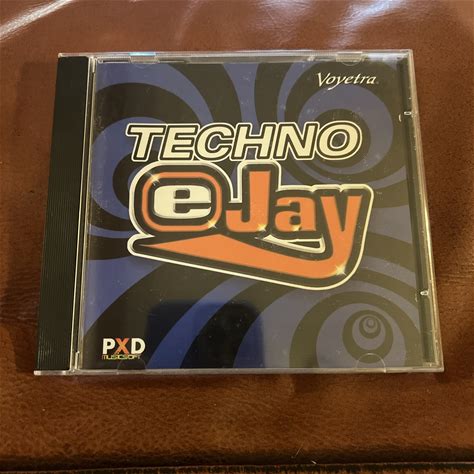 Voyetra
TECHNO
eJay
PXD
MUSICSOFT